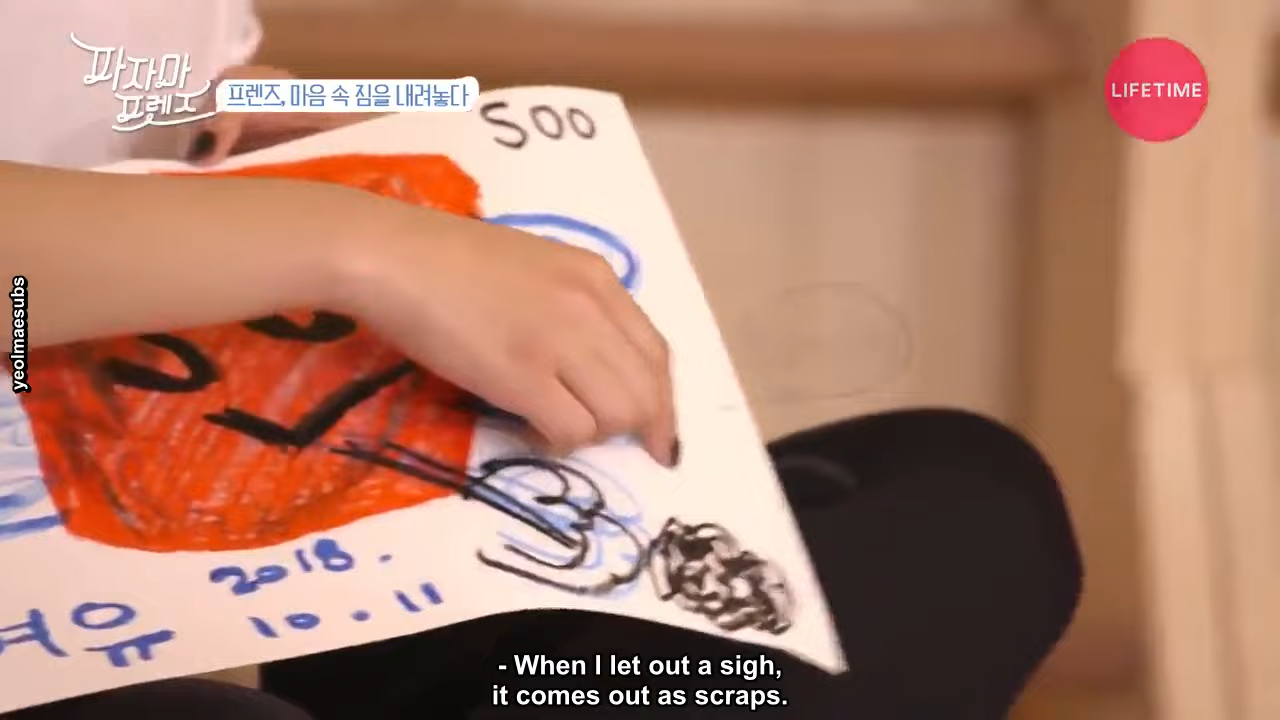 파자마
프렌즈
프렌즈, 마음 속 짐을 내려놓다
LIFETIME
soo
yeolmaesubs
2018.
10.11
여유
- When I let out a sigh,
it comes out as scraps.